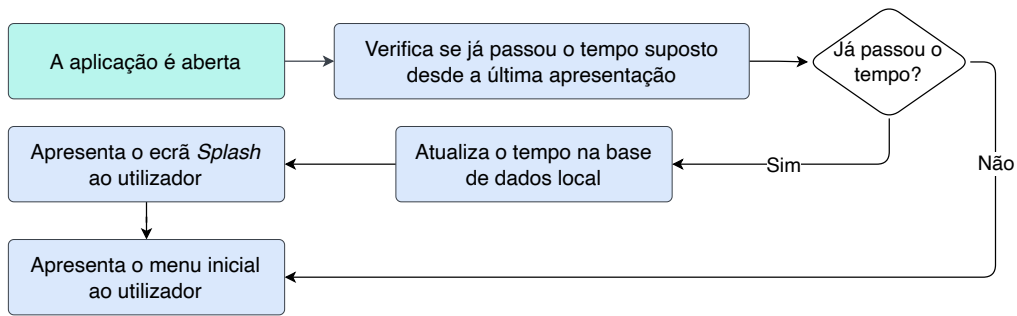 A aplicação é aberta
Verifica se já passou o tempo suposto
desde a última apresentação
Já passou o
tempo?
Apresenta o ecrã Splash
ao utilizador
Atualiza o tempo na base
de dados local
Sim
Não
Apresenta o menu inicial
ao utilizador